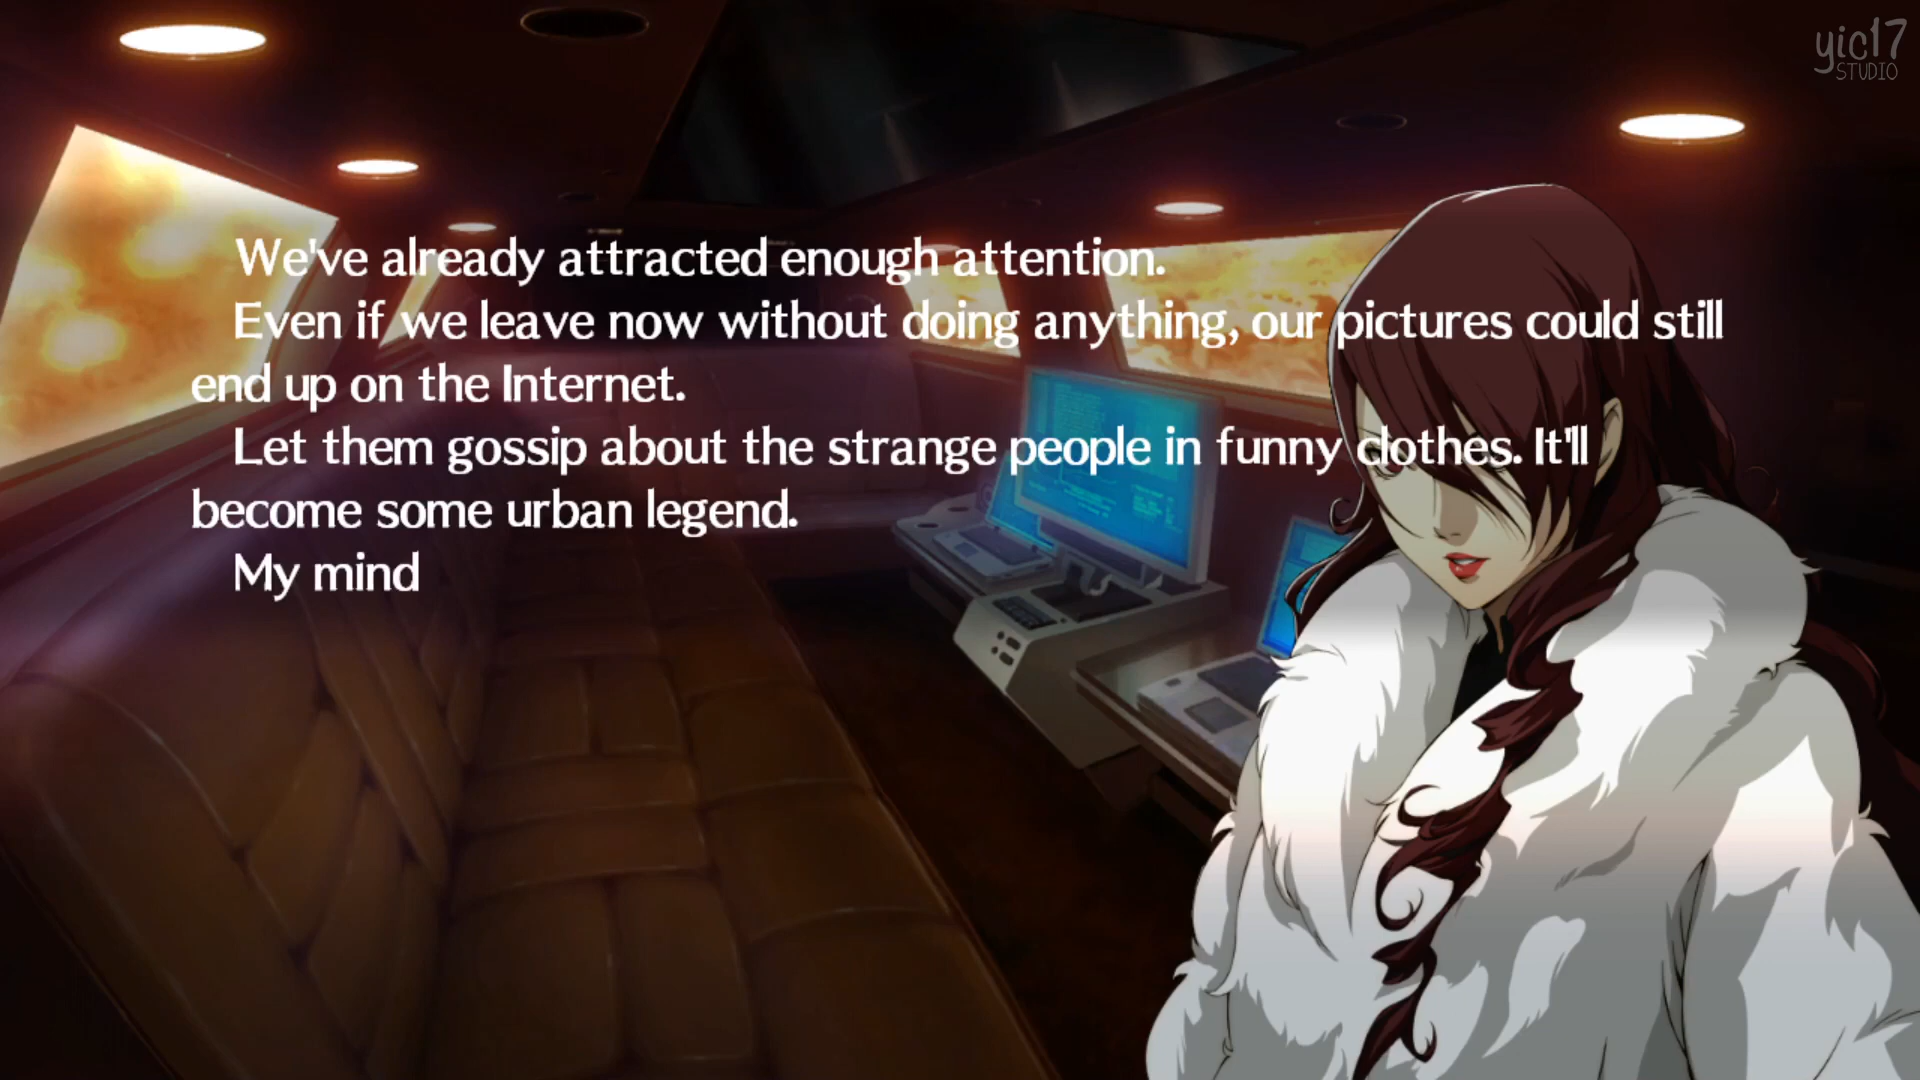 yic17
STUDIO
We've already attracted enough attention.
Even if we leave now without doing anything, our pictures could still
end up on the Internet.
Let them gossip about the strange people in funny clothes. It'll
become some urban legend.
My mind